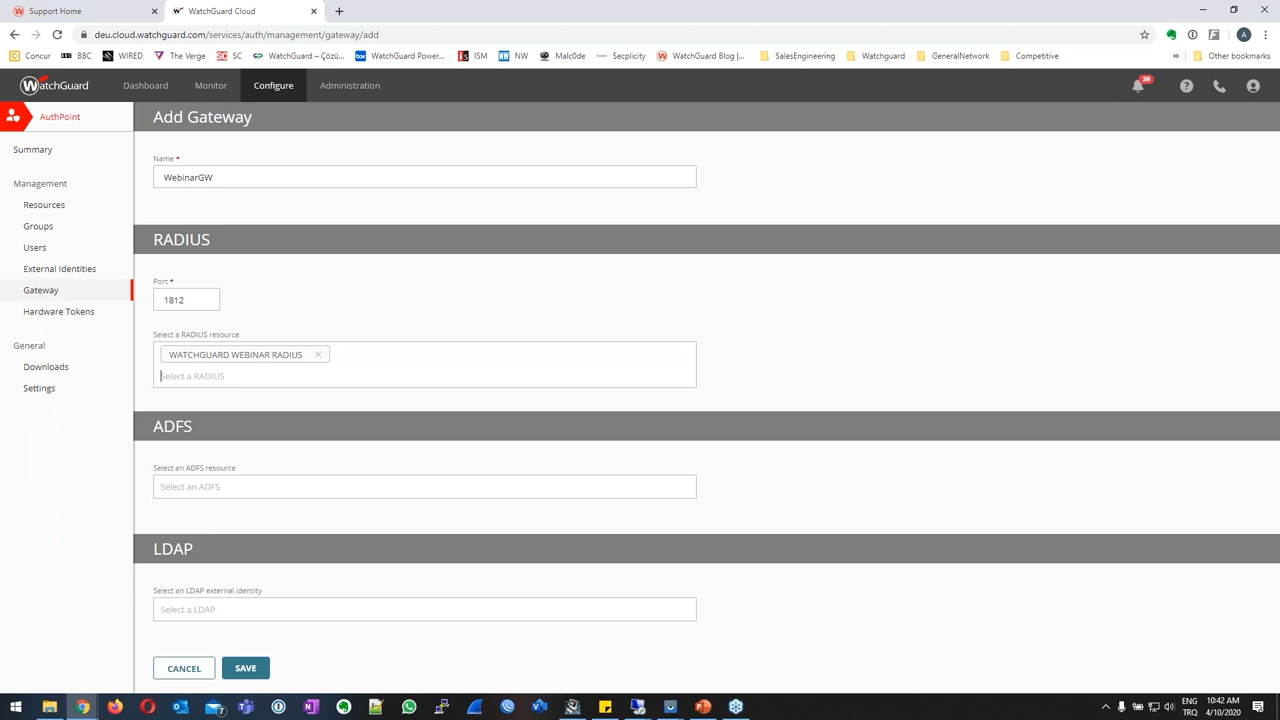 Support Home
WatchGuard Cloud
deu.cloud.watchguard.com/services/auth/management/gateway/add
Concur
BBC
WIRED
The Verge
SC
WatchGuard – Çözü...
WatchGuard Power...
ISM
NW
Malc0de
Secplicity
WatchGuard Blog |...
SalesEngineering
Watchguard
GeneralNetwork
Competitive
»
Other bookmarks
WatchGuard
Dashboard
Monitor
Configure
Administration
39
AuthPoint
Summary
Management
Resources
Groups
Users
External Identities
Gateway
Hardware Tokens
General
Downloads
Settings
Add Gateway
Name *
WebinarGW
RADIUS
Port *
1812
Select a RADIUS resource
WATCHGUARD WEBINAR RADIUS
Select a RADIUS
ADFS
Select an ADFS resource
Select an ADFS
LDAP
Select an LDAP external identity
Select a LDAP
CANCEL
SAVE
ENG
TRQ
10:42 AM
4/10/2020